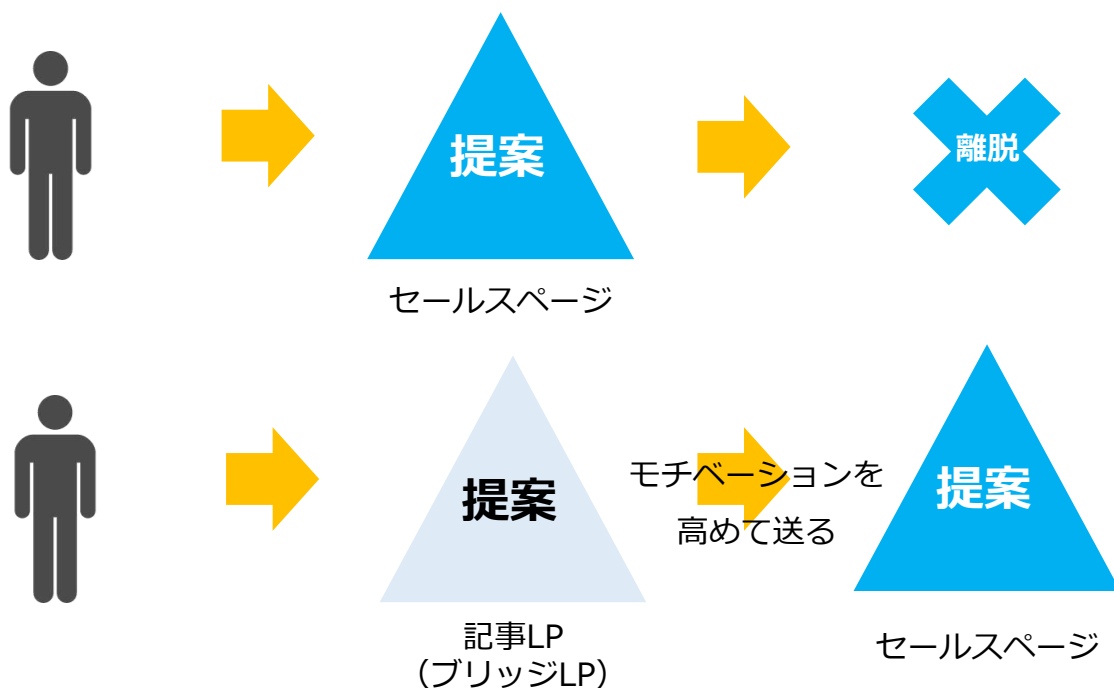 提案
離脱
セールスページ
提案
モチベーションを
高めて送る
提案
記事LP
（ブリッジLP）
セールスページ